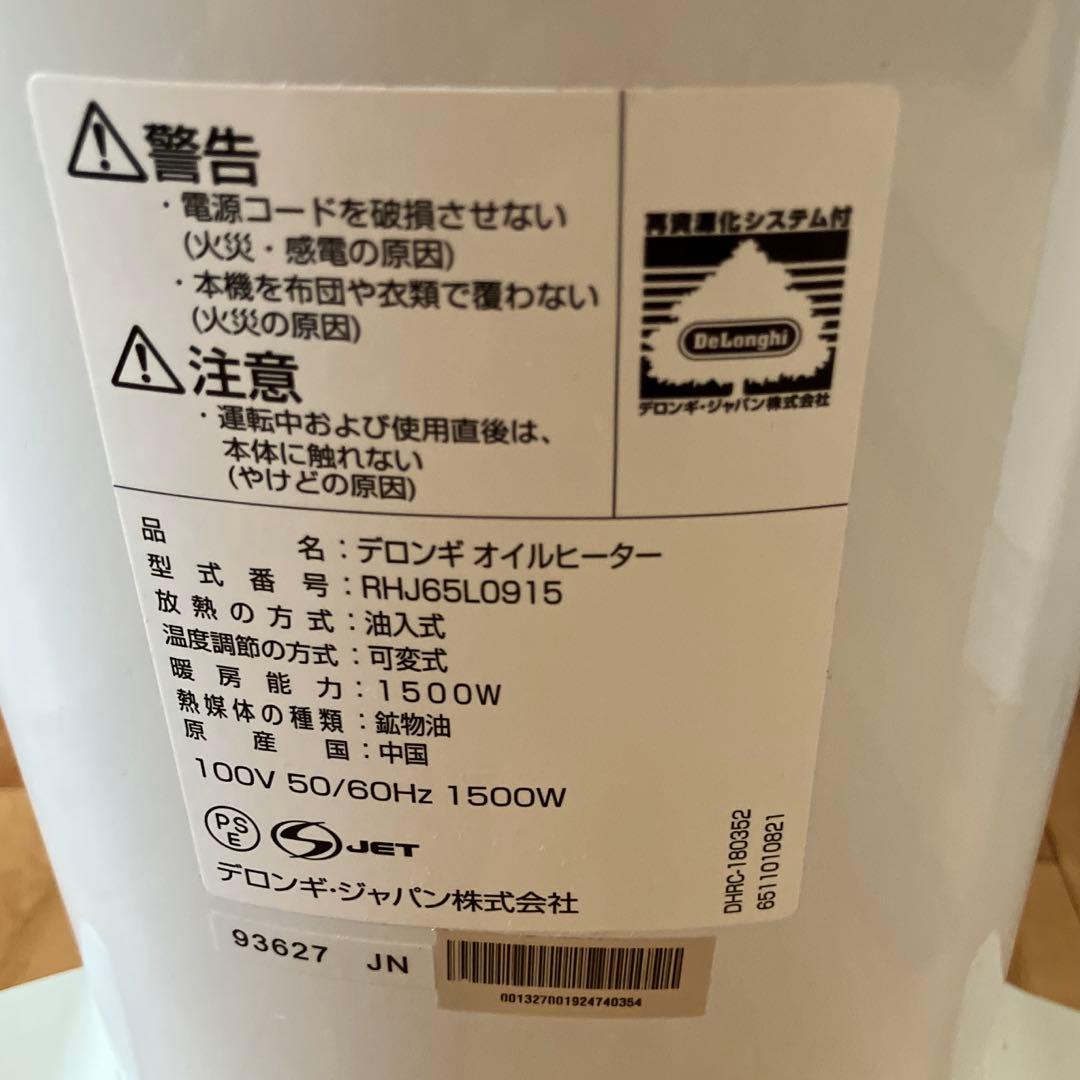 警告
・電源コードを破損させない
(火災・感電の原因)
・本機を布団や衣類で覆わない
(火災の原因)
注意
・運転中および使用直後は、
本体に触れない
(やけどの原因)
再資源化システム付
DeLonghi
デロンギ・ジャパン株式会社
品名：デロンギ オイルヒーター
型式番号：RHJ65L0915
放熱の方式：油入式
温度調節の方式：可変式
暖房能力：1500W
熱媒体の種類：鉱物油
原産国：中国
100V 50/60Hz 1500W
PSE
JET
デロンギ・ジャパン株式会社
DHRC-180352
6511010821
93627 JN
001327001924740354